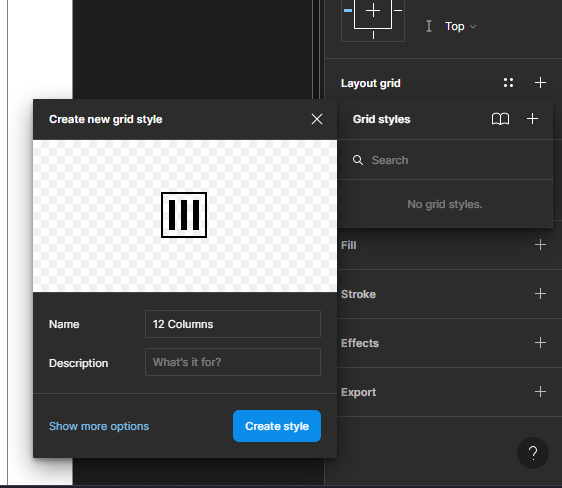 Top
Layout grid
Create new grid style
Grid styles
Search
No grid styles.
Fill
Name
12 Columns
Stroke
Description
What's it for?
Effects
Export
Show more options
Create style
?